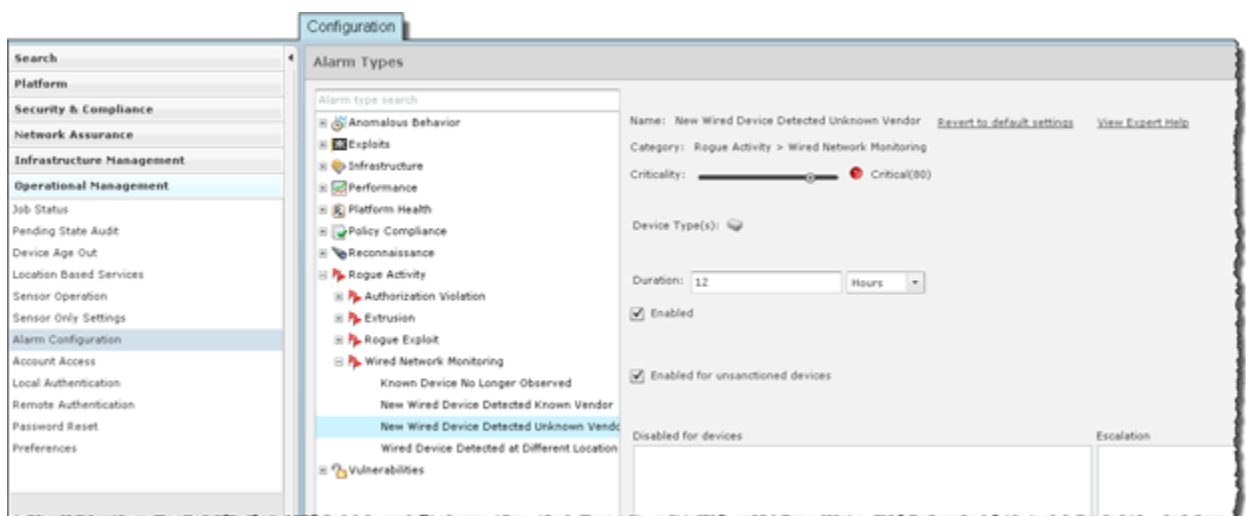 Configuration
Search
Platform
Security & Compliance
Network Assurance
Infrastructure Management
Operational Management
Job Status
Pending State Audit
Device Age Out
Location Based Services
Sensor Operation
Sensor Only Settings
Alarm Configuration
Account Access
Local Authentication
Remote Authentication
Password Reset
Preferences
Alarm Types
Alarm type search
Anomalous Behavior
Exploits
Infrastructure
Performance
Platform Health
Policy Compliance
Reconnaissance
Rogue Activity
Authorization Violation
Extrusion
Rogue Exploit
Wired Network Monitoring
Known Device No Longer Observed
New Wired Device Detected Known Vendor
New Wired Device Detected Unknown Vendo
Wired Device Detected at Different Location
Vulnerabilities
Name: New Wired Device Detected Unknown Vendor Revert to default settings View Expert Help
Category: Rogue Activity > Wired Network Monitoring
Criticality: Critical(80)
Device Type(s):
Duration: 12 Hours
Enabled
Enabled for unsanctioned devices
Disabled for devices Escalation